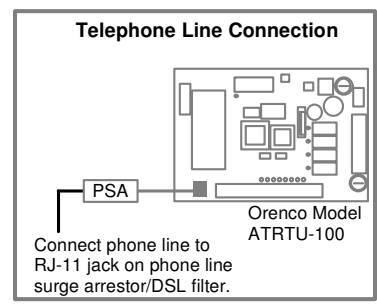 Telephone Line Connection
PSA
Orenco Model
ATRTU-100
Connect phone line to
RJ-11 jack on phone line
surge arrestor/DSL filter.